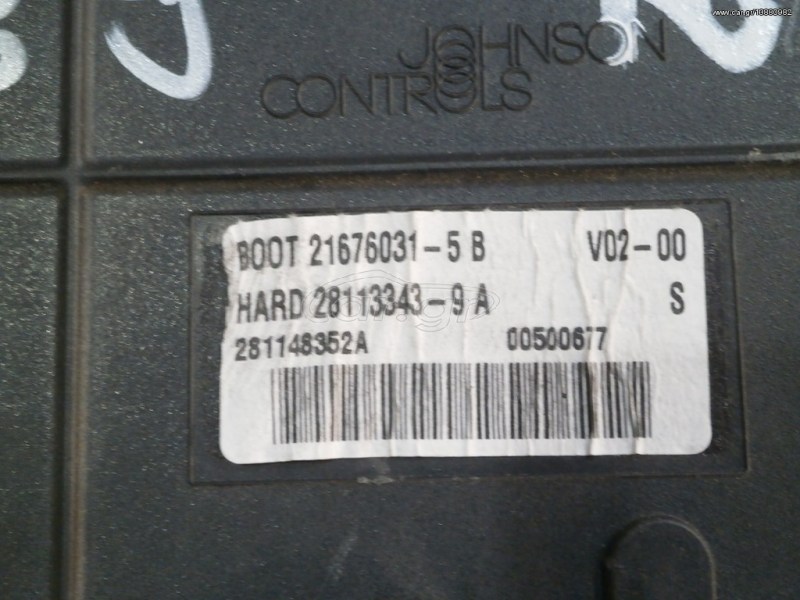 JOHNSON
CONTROLS
BOOT 21676031-5 B V02-00
HARD 28113343-9 A S
281148352A 00500677